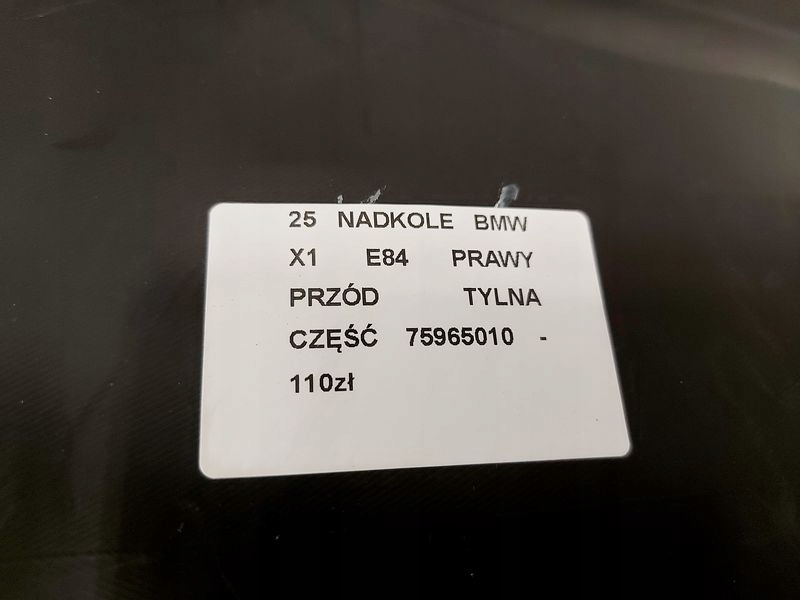 25 NADKOLE BMW
X1 E84 PRAWY
PRZÓD TYLNA
CZĘŚĆ 75965010 -
110zł